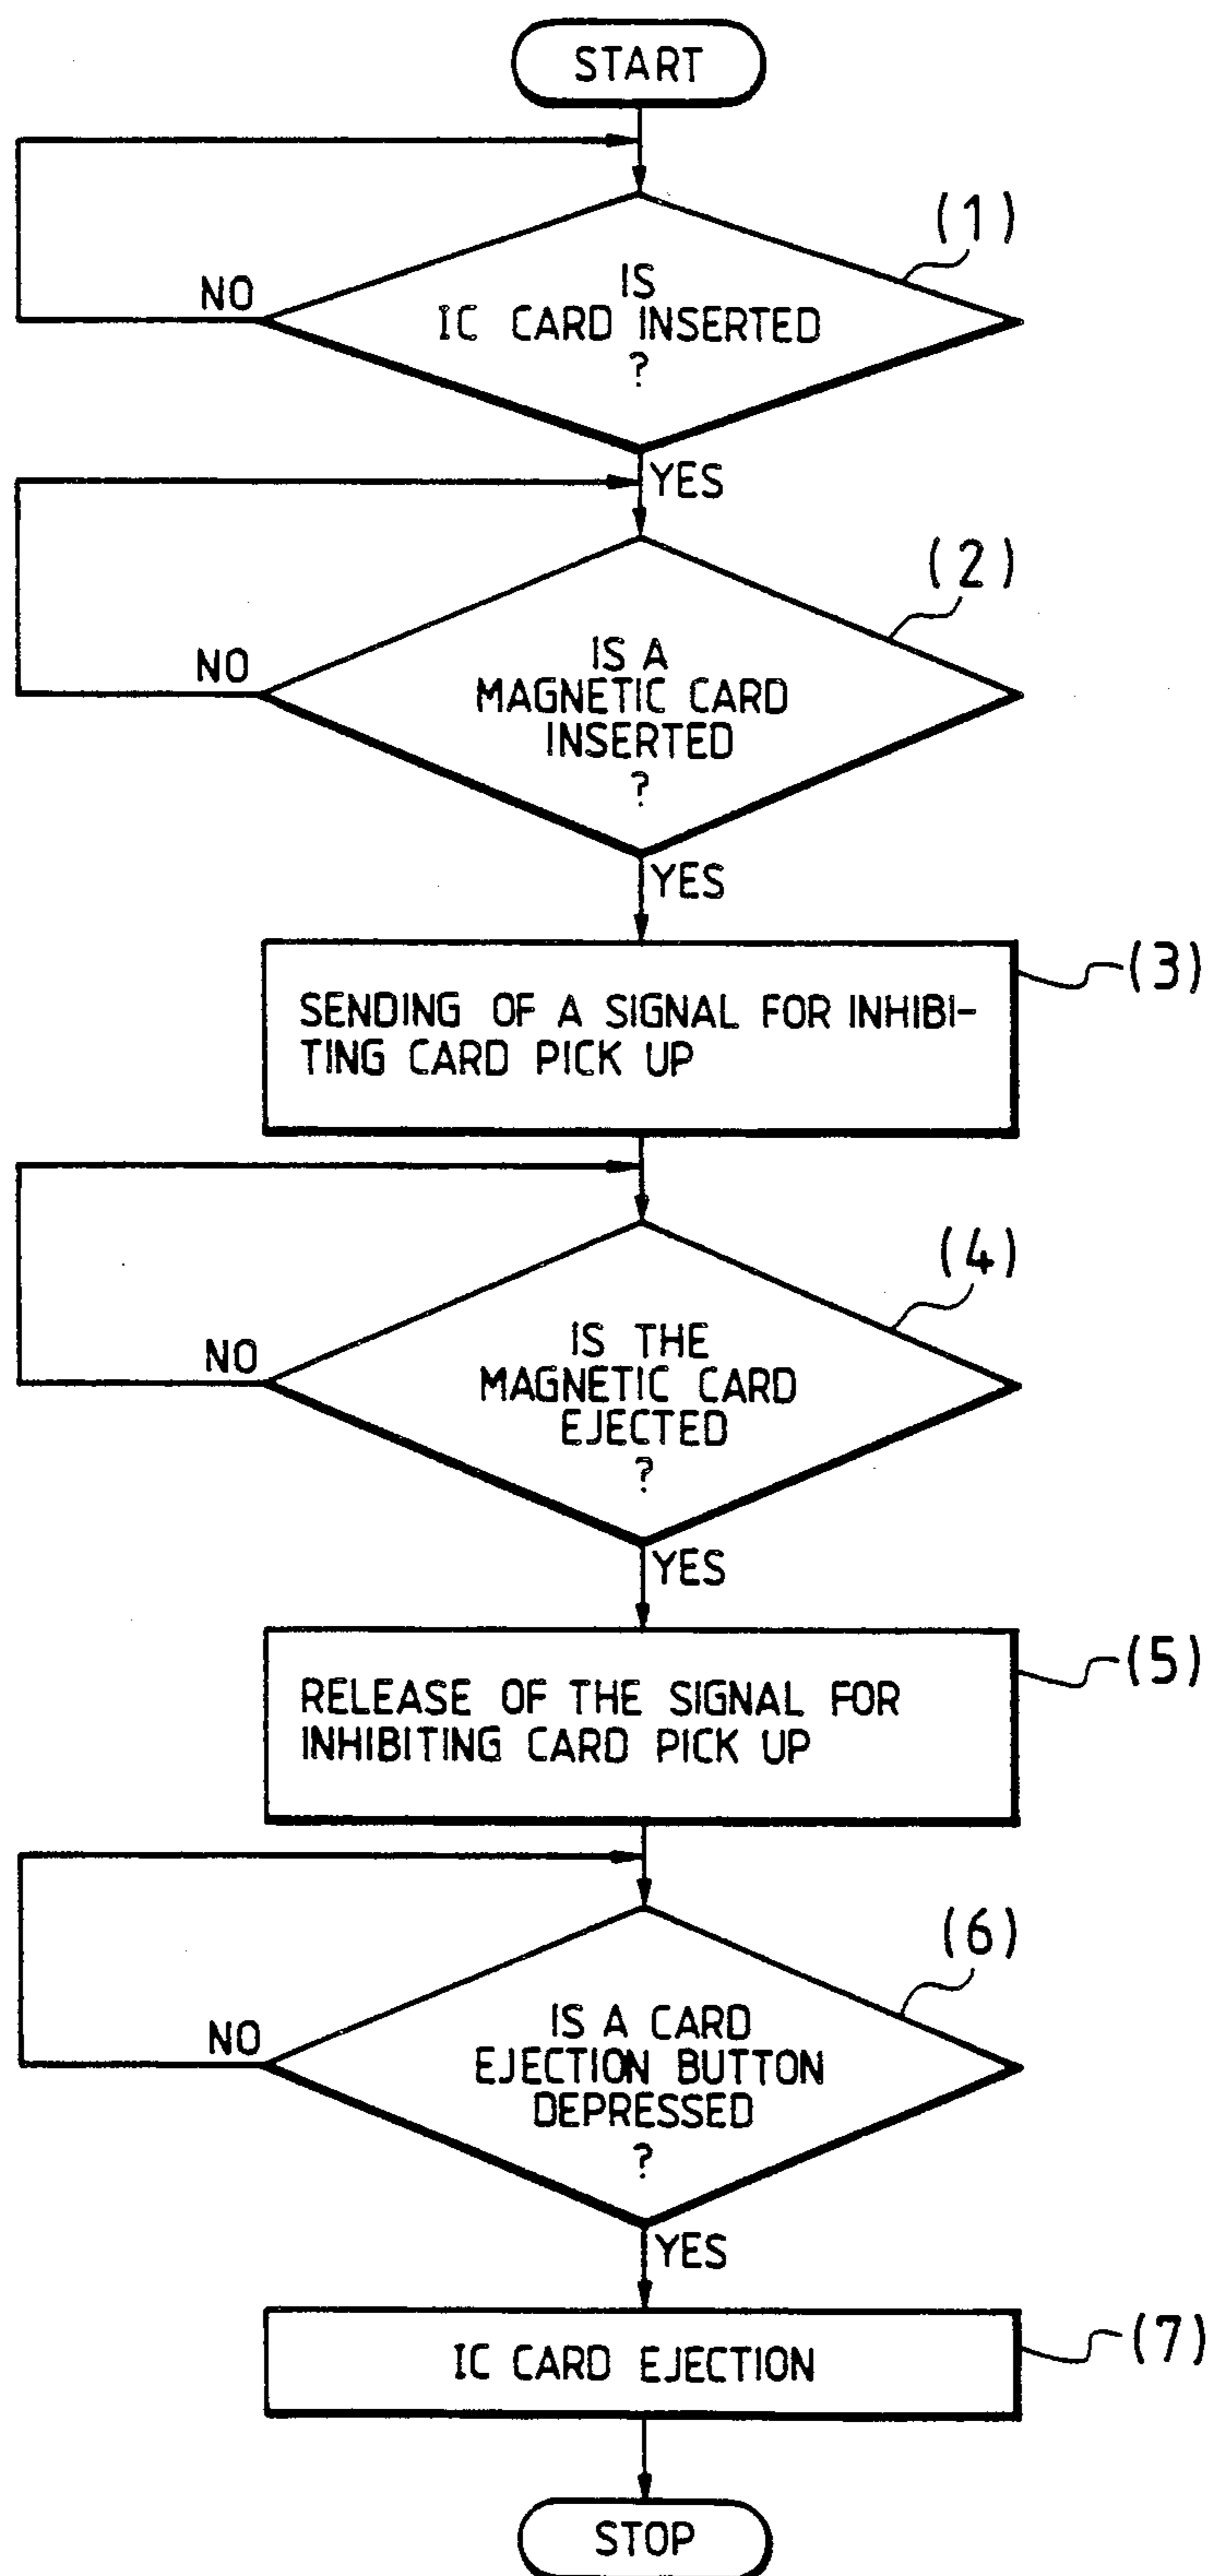 START
(1)
IS
NO
IC CARD INSERTED
?
YES
(2)
IS A
NO
MAGNETIC CARD
INSERTED
?
YES
(3)
SENDING OF A SIGNAL FOR INHIBI-
TING CARD PICK UP
(4)
IS THE
NO
MAGNETIC CARD
EJECTED
?
YES
(5)
RELEASE OF THE SIGNAL FOR
INHIBITING CARD PICK UP
(6)
IS A CARD
NO
EJECTION BUTTON
DEPRESSED
?
YES
(7)
IC CARD EJECTION
STOP